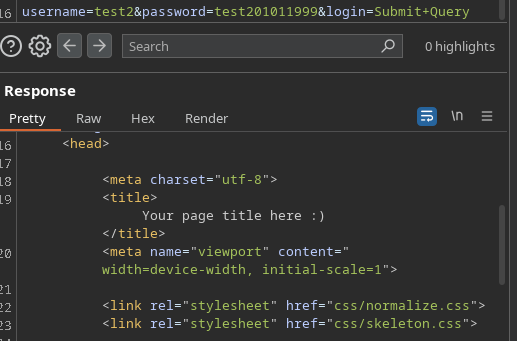 16 username=test2&password=test201011999&login=Submit+Query
? Search 0 highlights
Response
Pretty Raw Hex Render \n
16 <head>
17
18 <meta charset="utf-8">
19 <title>
Your page title here :)
</title>
20 <meta name="viewport" content="
width=device-width, initial-scale=1">
21
22 <link rel="stylesheet" href="css/normalize.css">
23 <link rel="stylesheet" href="css/skeleton.css">